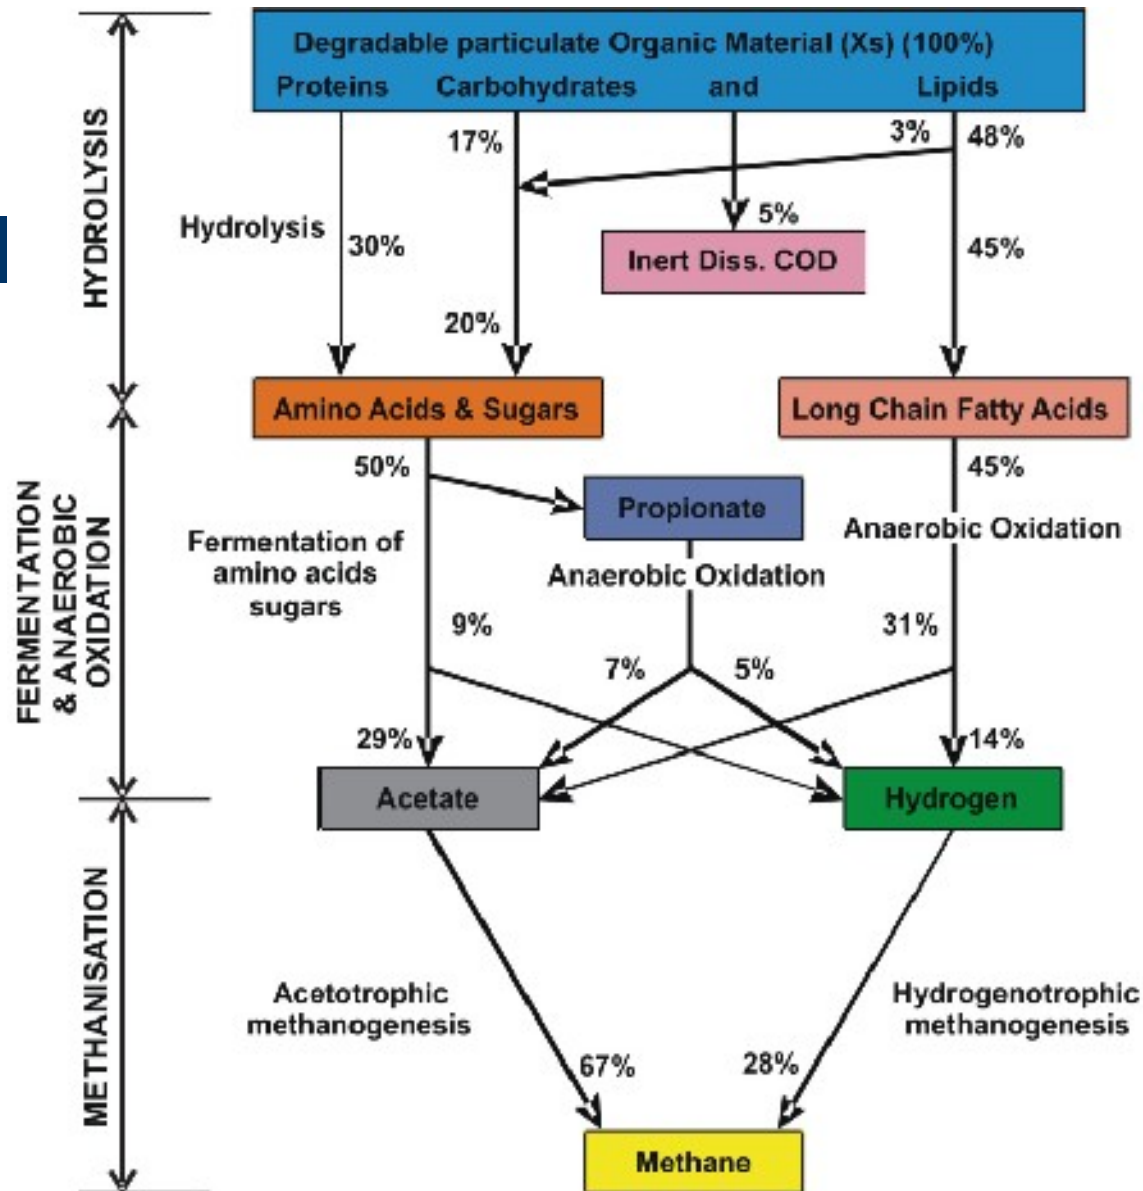 Degradable particulate Organic Material (Xs) (100%)
Proteins Carbohydrates and Lipids
HYDROLYSIS
17%
3%
48%
5%
Hydrolysis
30%
45%
Inert Diss. COD
20%
Amino Acids & Sugars
Long Chain Fatty Acids
50%
45%
Propionate
FERMENTATION
& ANAEROBIC
OXIDATION
Fermentation of
amino acids
sugars
Anaerobic Oxidation
Anaerobic Oxidation
9%
31%
7%
5%
29%
14%
Acetate
Hydrogen
METHANISATION
Acetotrophic
methanogenesis
Hydrogenotrophic
methanogenesis
67%
28%
Methane